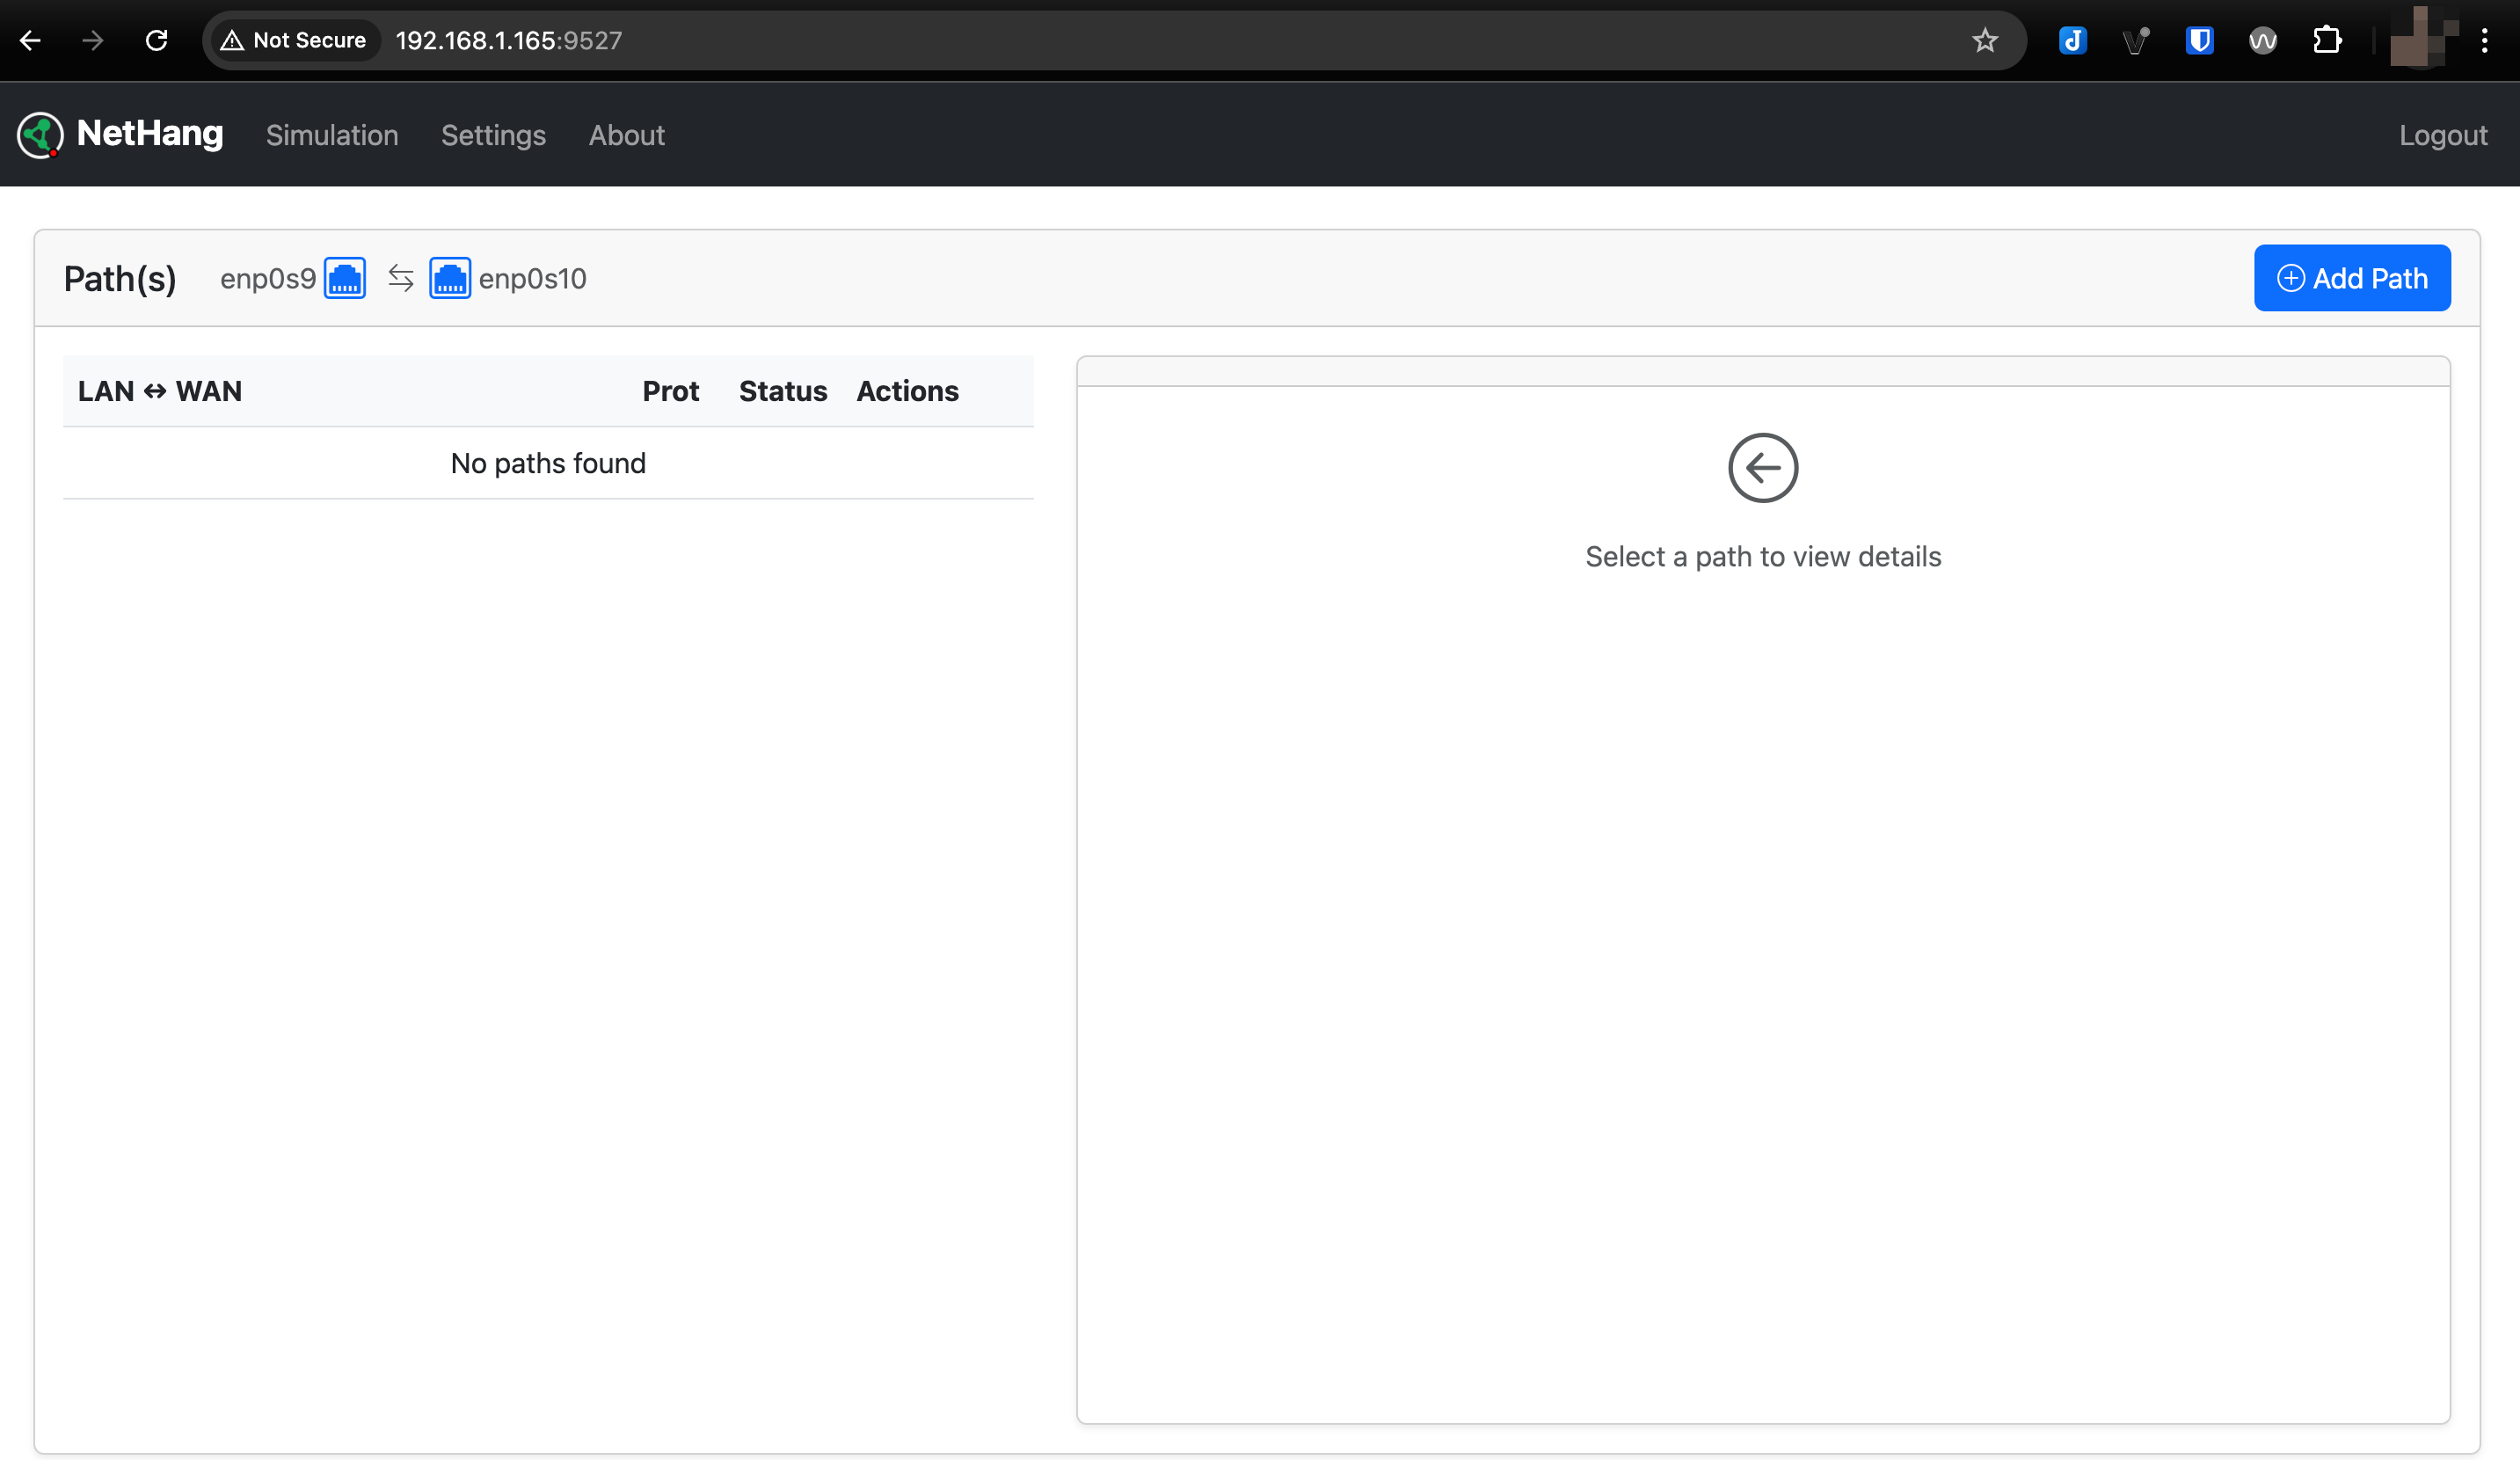 Not Secure 192.168.1.165:9527
NetHang Simulation Settings About Logout
Path(s) enp0s9 enp0s10 Add Path
LAN ↔ WAN Prot Status Actions
No paths found
Select a path to view details